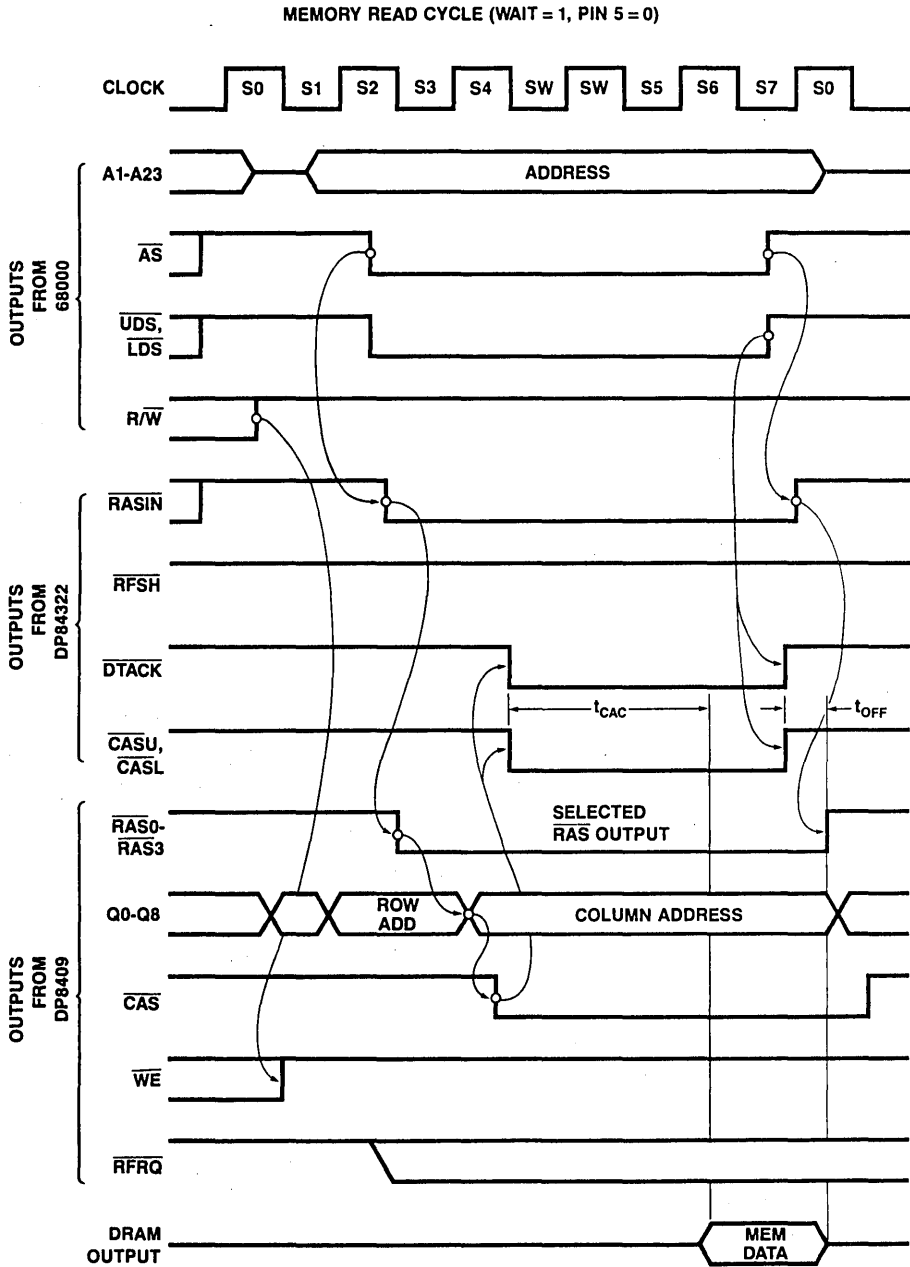 MEMORY READ CYCLE (WAIT = 1, PIN 5 = 0)
CLOCK S0 S1 S2 S3 S4 SW SW S5 S6 S7 S0
OUTPUTS
FROM
68000
A1-A23 ADDRESS
AS
UDS,
LDS
R/W
OUTPUTS
FROM
DP84322
RASIN
RFSH
DTACK
tCAC tOFF
CASU,
CASL
OUTPUTS
FROM
DP8409
RAS0-
RAS3
SELECTED
RAS OUTPUT
Q0-Q8
ROW
ADD
COLUMN ADDRESS
CAS
WE
RFRQ
DRAM
OUTPUT
MEM
DATA